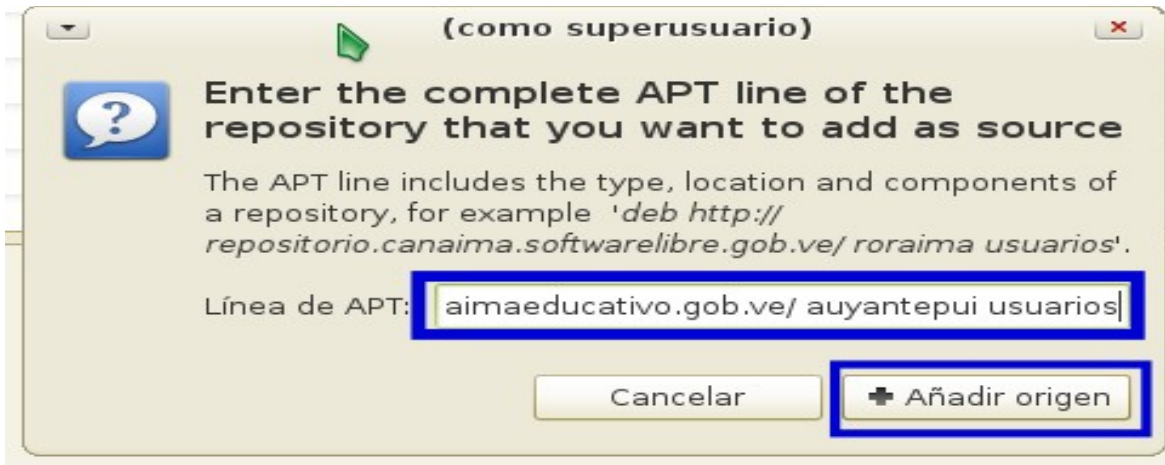 (como superusuario)
Enter the complete APT line of the
repository that you want to add as source
The APT line includes the type, location and components of
a repository, for example 'deb http://
repositorio.canaima.softwarelibre.gob.ve/ roraima usuarios'.
Línea de APT: aimaeducativo.gob.ve/ auyantepui usuarios
Cancelar
Añadir origen